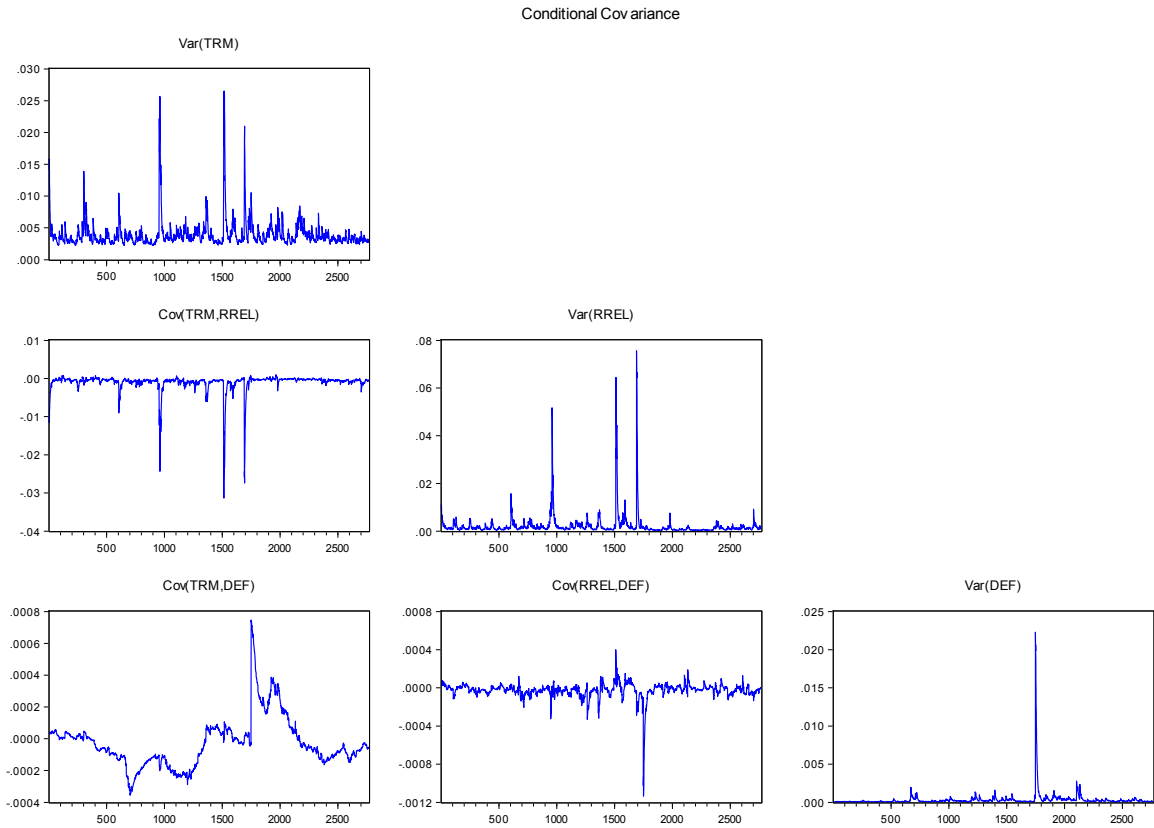 Conditional Covariance
Var(TRM)
.030
.025
.020
.015
.010
.005
.000
500 1000 1500 2000 2500
Cov(TRM,RREL)
.01
.00
-.01
-.02
-.03
-.04
500 1000 1500 2000 2500
Var(RREL)
.08
.06
.04
.02
.00
500 1000 1500 2000 2500
Cov(TRM,DEF)
.0008
.0006
.0004
.0002
.0000
-.0002
-.0004
500 1000 1500 2000 2500
Cov(RREL,DEF)
.0008
.0004
.0000
-.0004
-.0008
-.0012
500 1000 1500 2000 2500
Var(DEF)
.025
.020
.015
.010
.005
.000
500 1000 1500 2000 2500